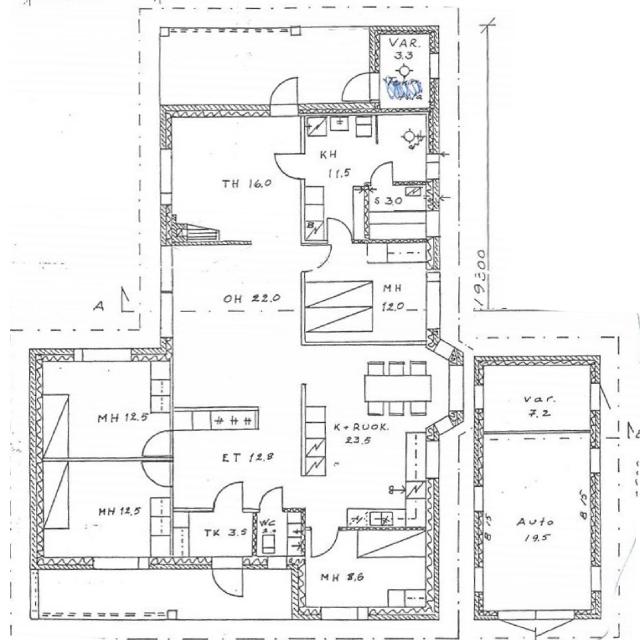 VAR.
3.3
KH
11.5
TH 16.0
S 3.0
OH 22.0
MH
12.0
19300
A
MH 12.5
K+RUOK.
23.5
var.
7.2
ET 12.8
MH 12.5
TK 3.5
WC
Auto
19.5
MH 8,6